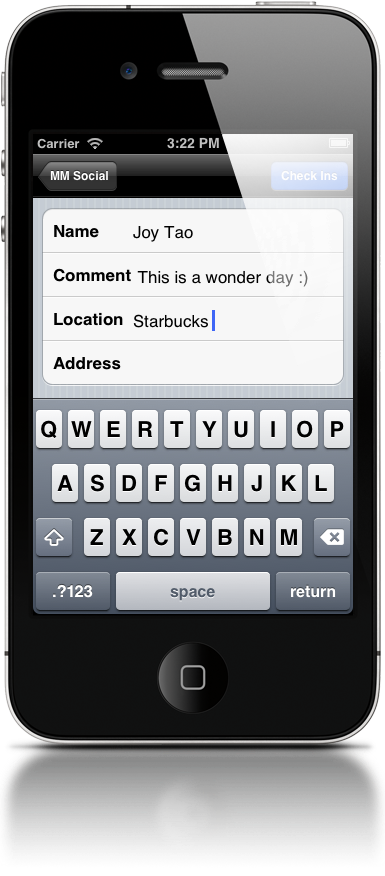 Carrier 3:22 PM
MM Social Check Ins
Name Joy Tao
Comment This is a wonder day :)
Location Starbucks
Address
Q W E R T Y U I O P
A S D F G H J K L
Z X C V B N M
.?123 space return